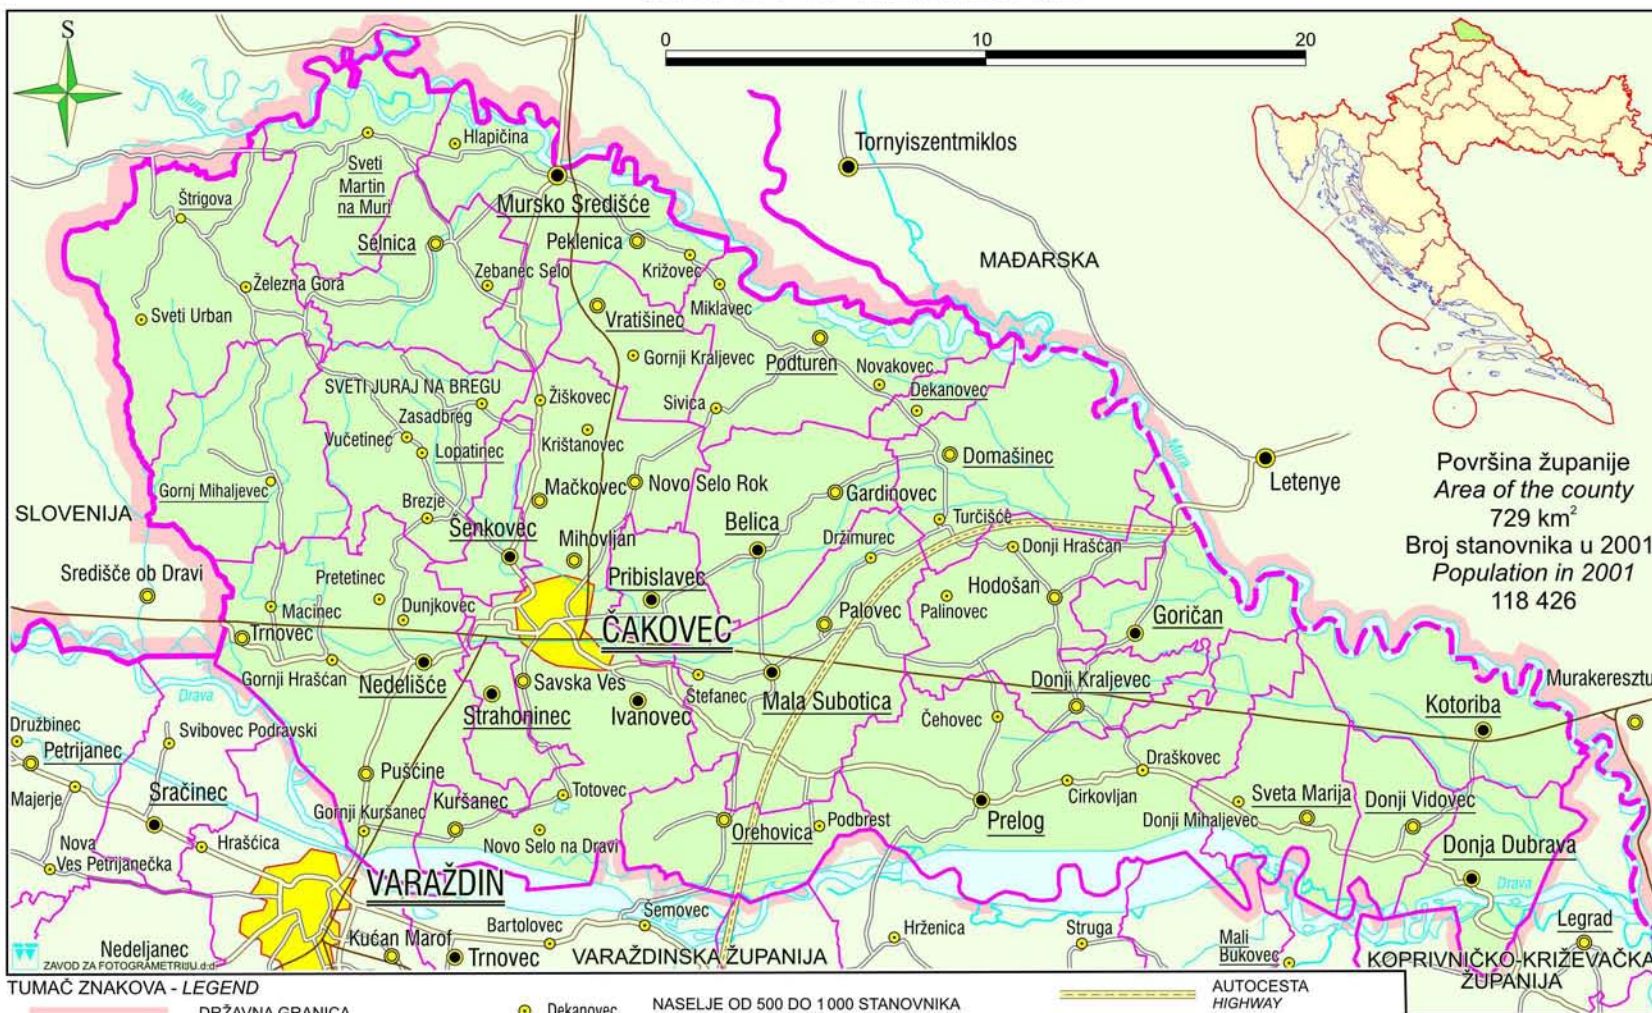 S
0 10 20
Mura
Hlapičina
Tornyiszentmiklos
Sveti
Martin
na Muri
Štrigova
Mursko Središće
Selnica
Peklenica
MAĐARSKA
Križovec
Zebanec Selo
Železna Gora
Miklavec
Sveti Urban
Vratišinec
Gornji Kraljevec
Podturen
Novakovec
Dekanovec
SVETI JURAJ NA BREGU
Žiškovec
Sivica
Zasadbreg
Vučetinec
Krištanovec
Lopatinec
Domašinec
Mura
Letenye
Površina županije
Area of the county
729 km²
Broj stanovnika u 2001
Population in 2001
118 426
Gornj Mihaljevec
Mačkovec
Novo Selo Rok
Gardinovec
Brezje
SLOVENIJA
Šenkovec
Belica
Turčišće
Mihovljan
Držimurec
Donji Hrašćan
Središče ob Dravi
Pretetinec
Pribislavec
Hodošan
Macinec
Dunjkovec
Palovec
Palinovec
Goričan
Trnovec
ČAKOVEC
Gornji Hrašćan
Nedelišće
Savska Ves
Štefanec
Donji Kraljevec
Murakeresztu
Drava
Strahoninec
Ivanovec
Mala Subotica
Čehovec
Kotoriba
Družbinec
Svibovec Podravski
Petrijanec
Draškovec
Pušćine
Totovec
Cirkovljan
Sračinec
Majerje
Gornji Kuršanec
Kuršanec
Sveta Marija
Donji Vidovec
Orehovica
Podbrest
Prelog
Donji Mihaljevec
Nova
Ves Petrijanečka
Hrašćica
Novo Selo na Dravi
Donja Dubrava
VARAŽDIN
Drava
Šemovec
Bartolovec
Hrženica
Struga
Legrad
Mali
Bukovec
Nedeljanec
Kućan Marof
Trnovec
VARAŽDINSKA ŽUPANIJA
KOPRIVNIČKO-KRIŽEVAČKA
ŽUPANIJA
ZAVOD ZA FOTOGRAMETRIJU d.d.
TUMAČ ZNAKOVA - LEGEND
DRŽAVNA GRANICA
Dekanovec
NASELJE OD 500 DO 1000 STANOVNIKA
AUTOCESTA
HIGHWAY